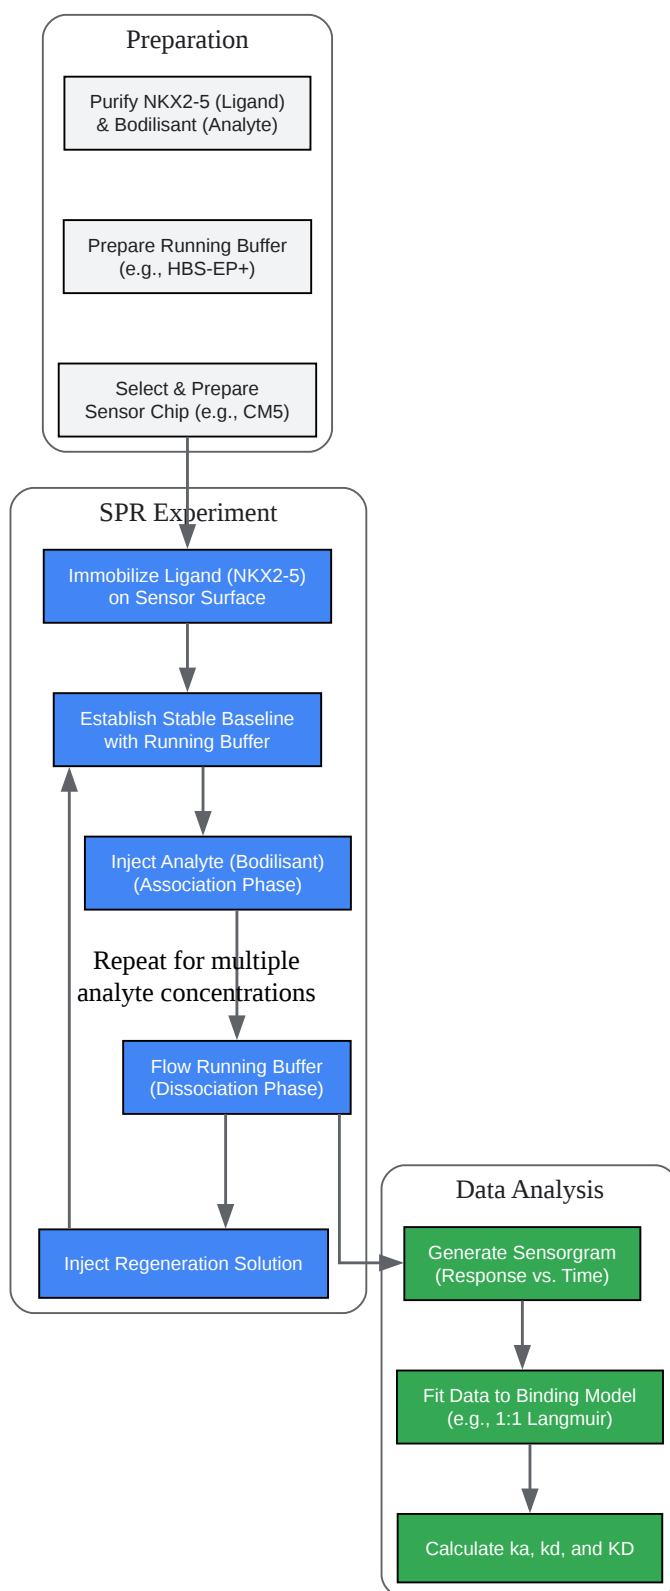 Preparation
Purify NKX2-5 (Ligand)
& Bodilisant (Analyte)
Prepare Running Buffer
(e.g., HBS-EP+)
Select & Prepare
Sensor Chip (e.g., CM5)
SPR Experiment
Immobilize Ligand (NKX2-5)
on Sensor Surface
Establish Stable Baseline
with Running Buffer
Inject Analyte (Bodilisant)
(Association Phase)
Repeat for multiple
analyte concentrations
Flow Running Buffer
(Dissociation Phase)
Inject Regeneration Solution
Data Analysis
Generate Sensorgram
(Response vs. Time)
Fit Data to Binding Model
(e.g., 1:1 Langmuir)
Calculate ka, kd, and KD